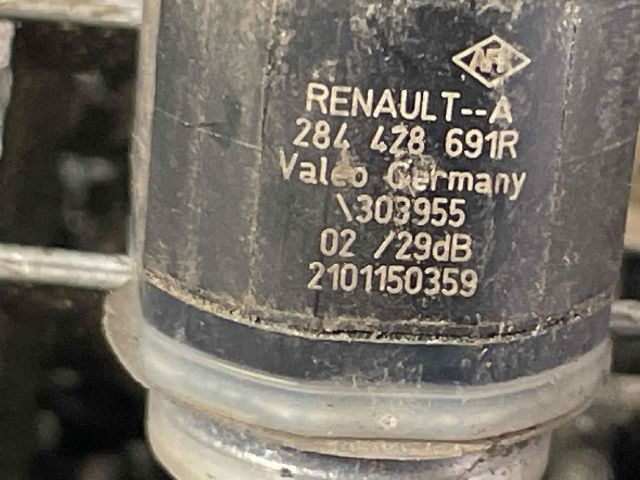 RENAULT--A
284 428 691R
Valeo Germany
\303955
02 /29dB
2101150359